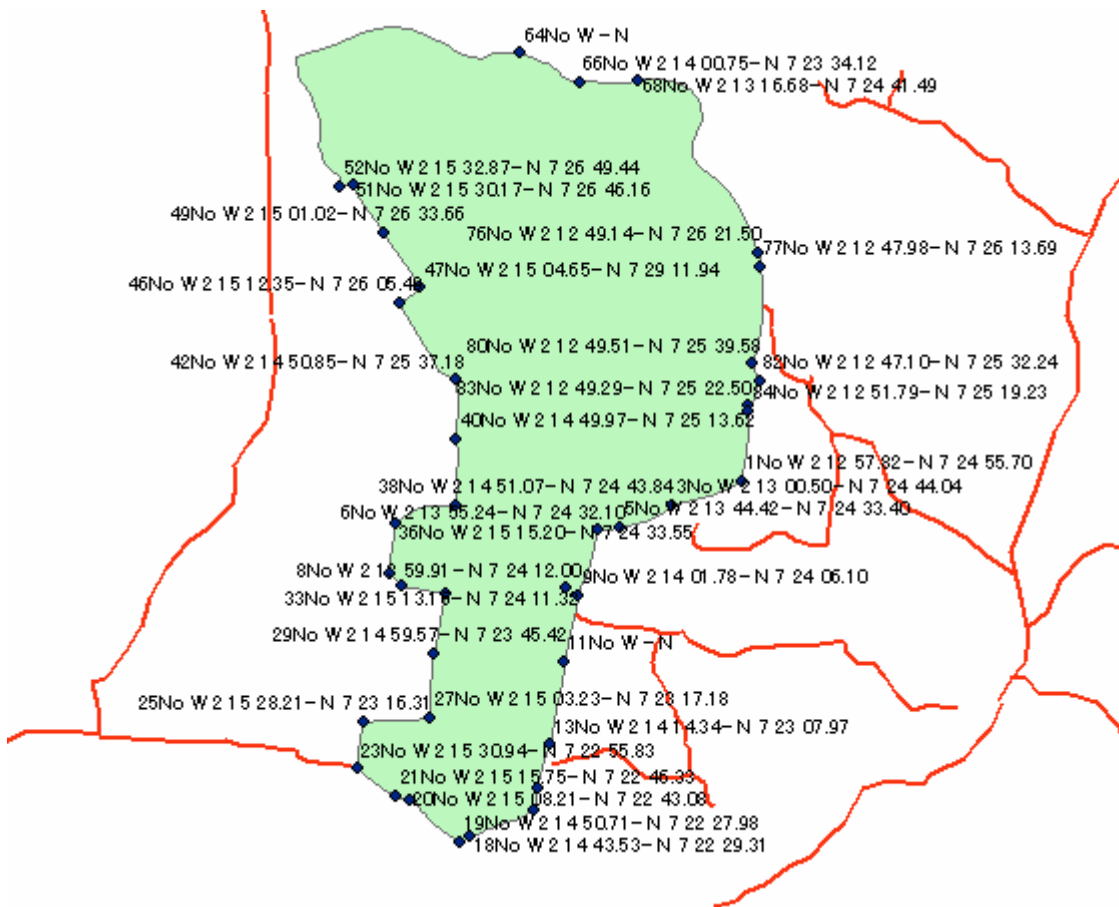 64No W - N
66No W 2 1 4 00.75- N 7 23 34.12
68No W 2 1 3 1 6.68- N 7 24 41.49
52No W 2 1 5 32.87- N 7 26 49.44
51No W 2 1 5 30.17- N 7 26 46.16
49No W 2 1 5 01.02- N 7 26 33.66
76No W 2 1 2 49.14- N 7 26 21.50
77No W 2 1 2 47.98- N 7 26 13.69
47No W 2 1 5 04.65- N 7 29 11.94
46No W 2 1 5 12.35- N 7 26
80No W 2 1 2 49.51- N 7 25 39.58
82No W 2 1 2 47.10- N 7 25 32.24
42No W 2 1 4 50.85- N 7 25 37.18
83No W 2 1 2 49.29- N 7 25 22.50
84No W 2 1 2 51.79- N 7 25 19.23
40No W 2 1 4 49.97- N 7 25 13.62
1No W 2 12 57.82- N 7 24 55.70
38No W 2 1 4 51.07- N 7 24 43.84
3No W 2 1 3 00.50- N 7 24 44.04
6No W 2 1 3 55.24- N 7 24 32.10
5No W 2 1 3 44.42- N 7 24 33.40
36No W 2 1 5 15.20- N 7 24 33.55
8No W 2 1 3 59.91- N 7 24 12.00
9No W 2 1 4 01.78- N 7 24 06.10
33No W 2 1 5 13.16- N 7 24 11.32
29No W 2 1 4 59.57- N 7 23 45.42
11No W - N
25No W 2 1 5 28.21- N 7 23 16.31
27No W 2 1 5 03.23- N 7 23 17.18
13No W 2 1 4 14.34- N 7 23 07.97
23No W 2 1 5 30.94- N 7 22 55.83
21No W 2 1 5 15.75- N 7 22 46.33
20No W 2 1 5 08.21- N 7 22 43.08
19No W 2 1 4 50.71- N 7 22 27.98
18No W 2 1 4 43.53- N 7 22 29.31